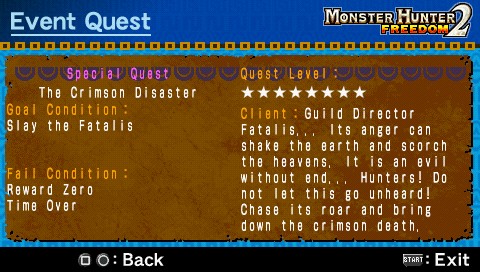 Event Quest
MONSTER HUNTER
FREEDOM 2
Special Quest
The Crimson Disaster
Goal Condition:
Slay the Fatalis
Fail Condition:
Reward Zero
Time Over
Quest Level:
★★★★★★★★
Client: Guild Director
Fatalis... Its anger can
shake the earth and scorch
the heavens. It is an evil
without end... Hunters! Do
not let this go unheard!
Chase its roar and bring
down the crimson death.
□ ○: Back
START: Exit